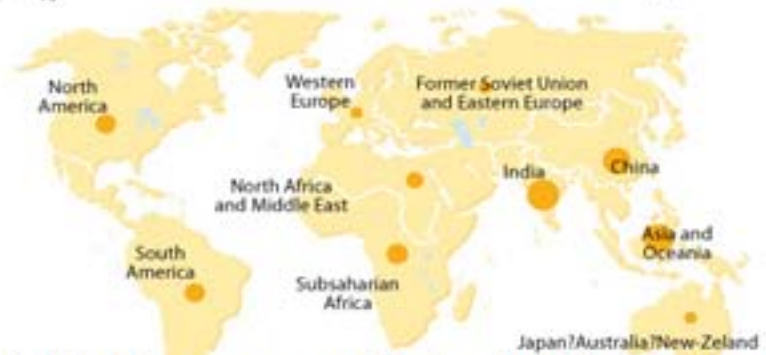 North
America
Western
Europe
Former Soviet Union
and Eastern Europe
India
China
North Africa
and Middle East
Asia and
Oceania
South
America
Subsaharian
Africa
Japan?Australia?New-Zeland